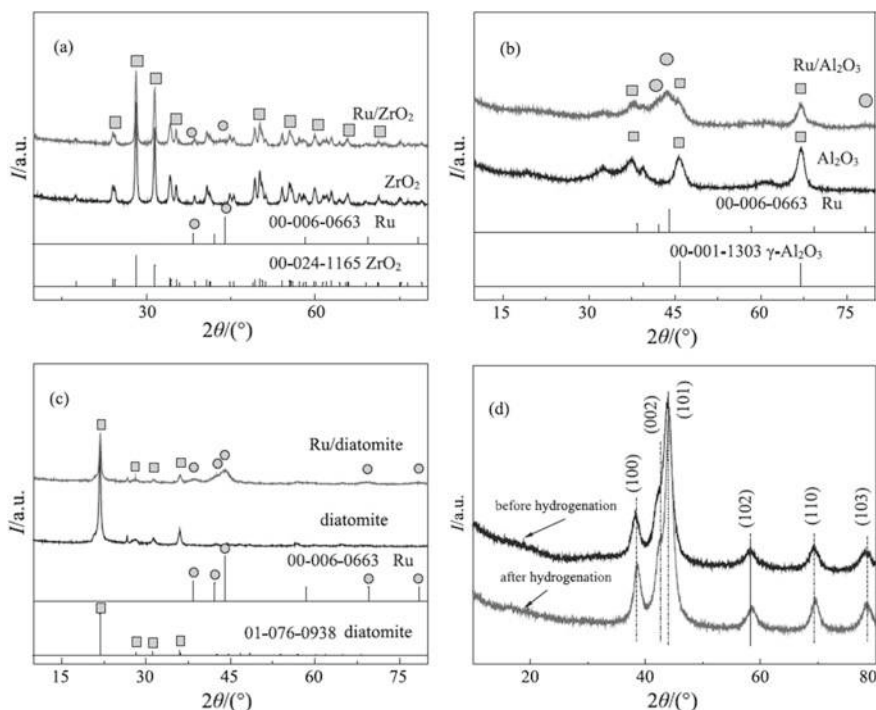 (a)
Ru/ZrO₂
ZrO₂
00-006-0663 Ru
00-024-1165 ZrO₂
I/a.u.
30
60
2θ/(°)
(b)
Ru/Al₂O₃
Al₂O₃
00-006-0663 Ru
00-001-1303 γ-Al₂O₃
I/a.u.
15
30
45
60
75
2θ/(°)
(c)
Ru/diatomite
diatomite
00-006-0663 Ru
01-076-0938 diatomite
I/a.u.
15
30
45
60
75
2θ/(°)
(d)
(100)
(002)
(101)
(102)
(110)
(103)
before hydrogenation
after hydrogenation
I/a.u.
20
40
60
80
2θ/(°)